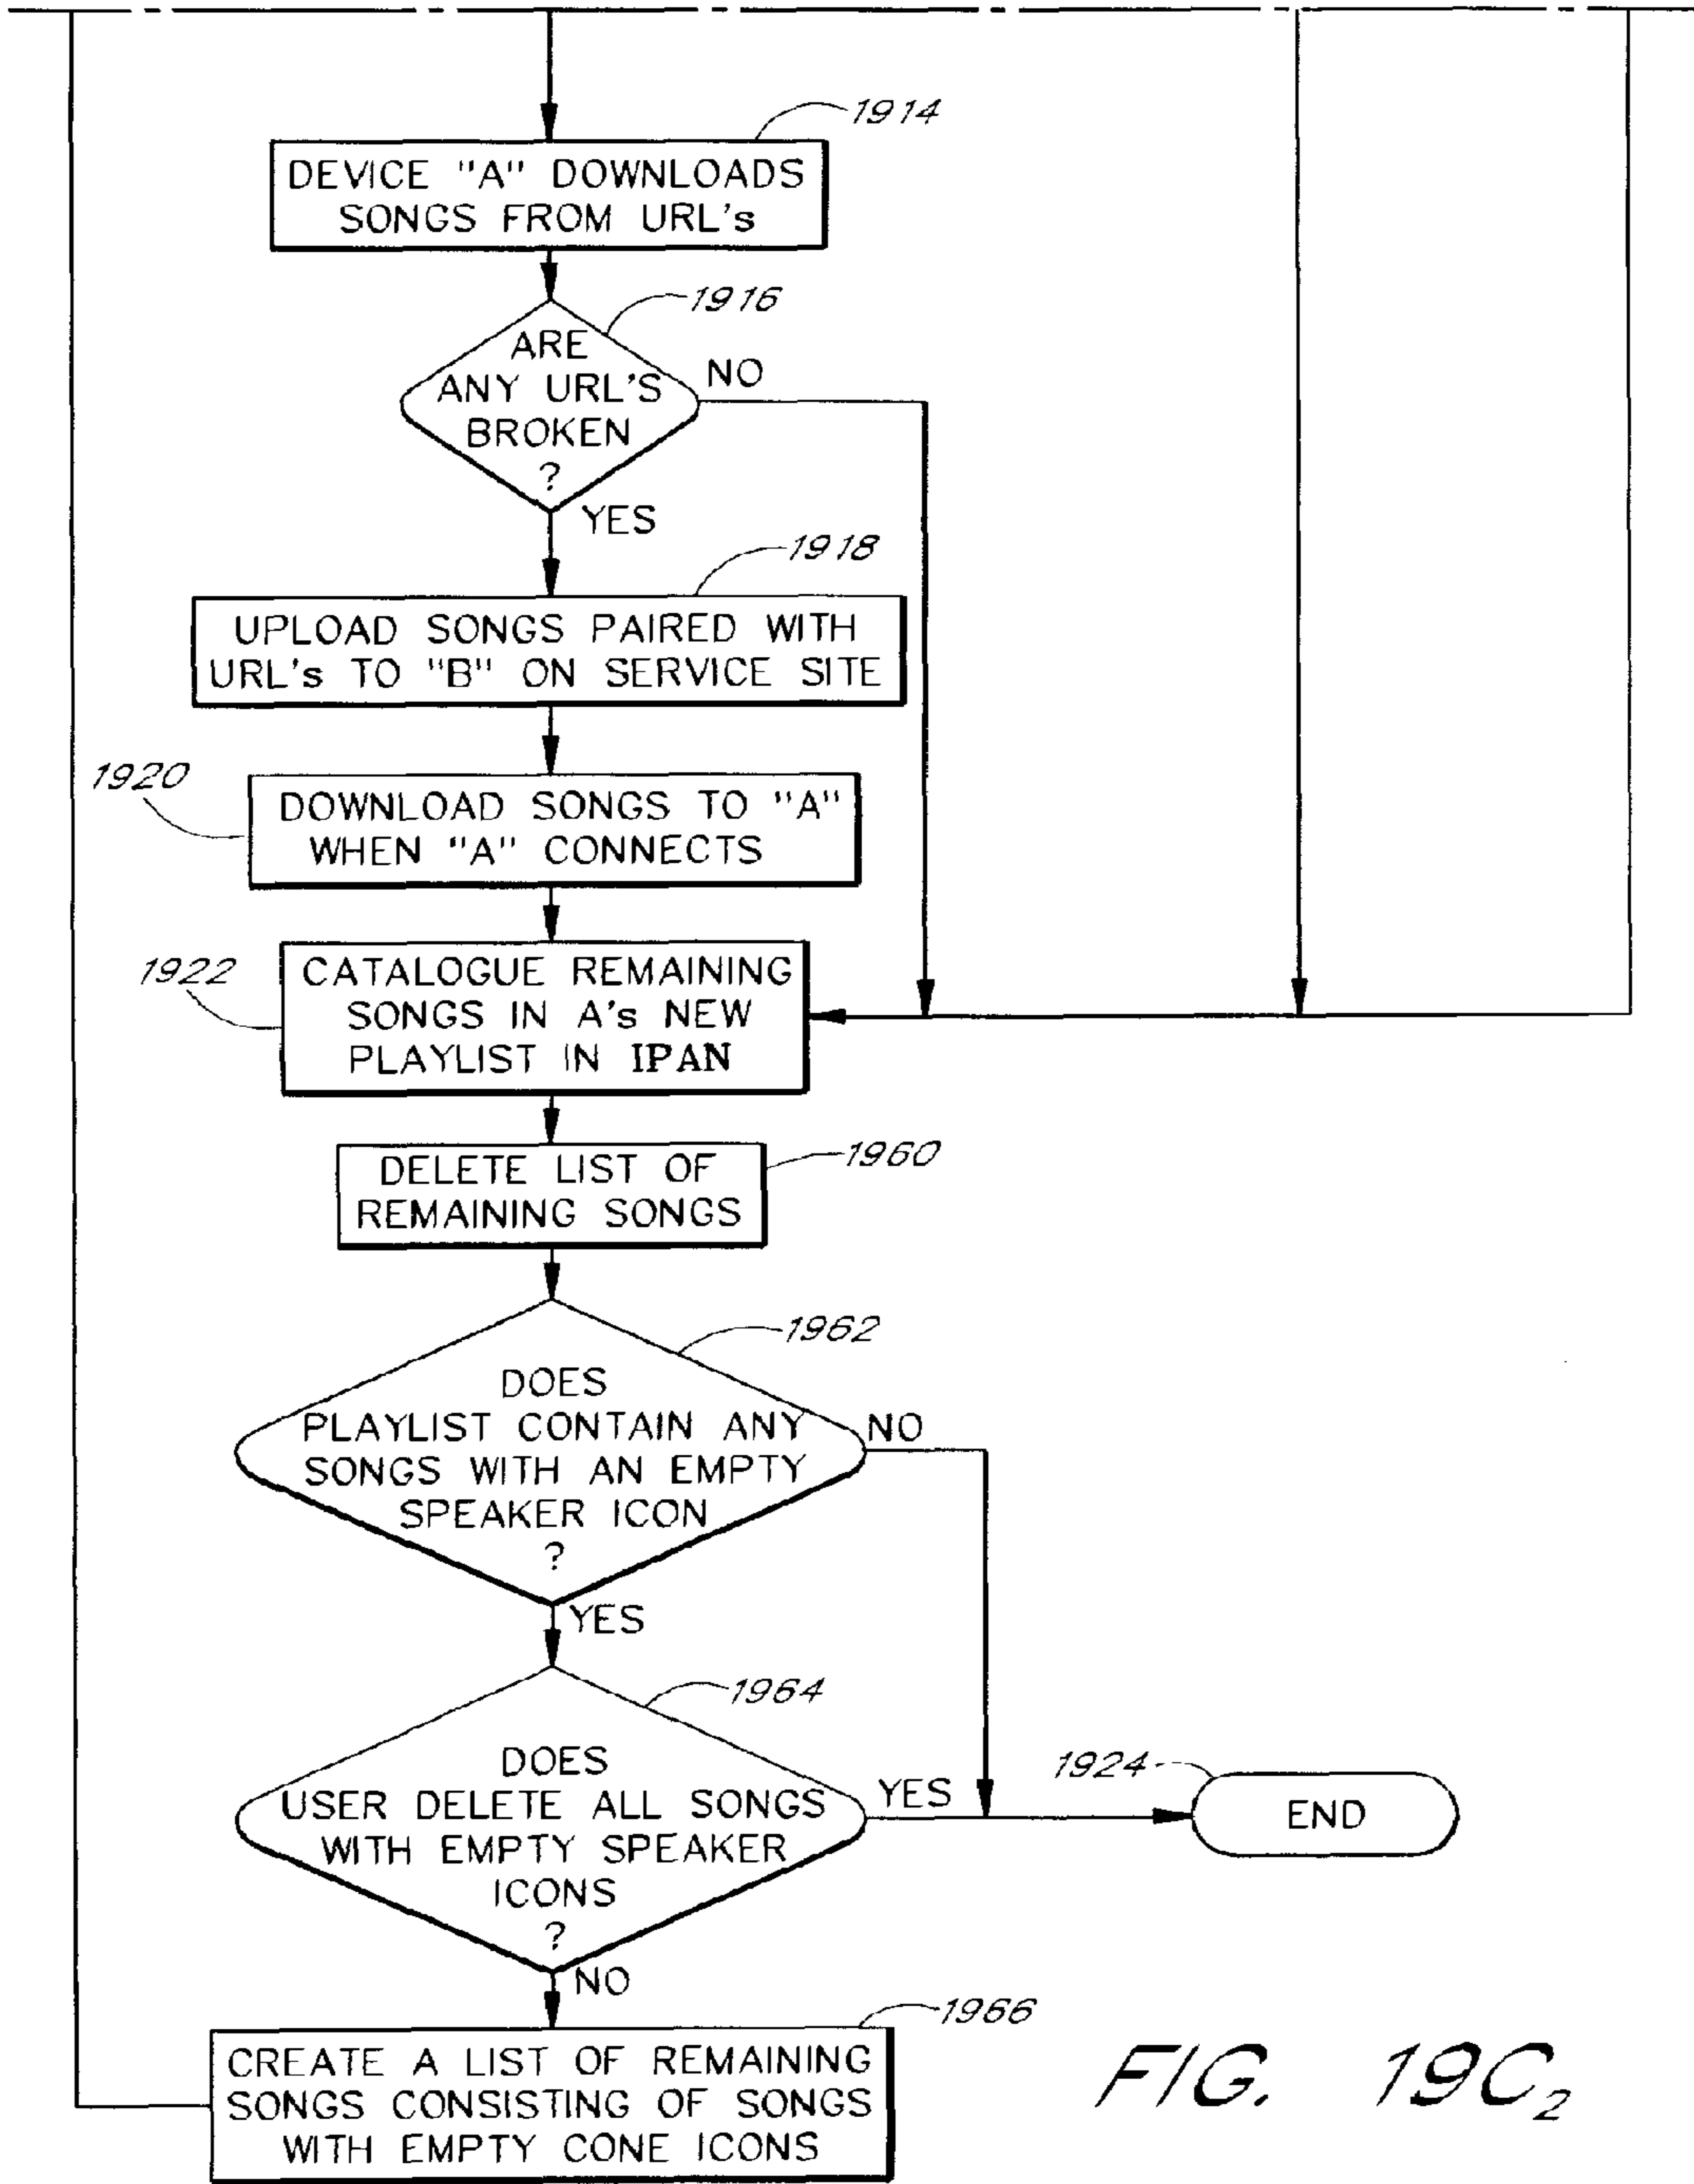 1914
DEVICE "A" DOWNLOADS
SONGS FROM URL's
1916
ARE
ANY URL'S
BROKEN
?
NO
YES
1918
UPLOAD SONGS PAIRED WITH
URL's TO "B" ON SERVICE SITE
1920
DOWNLOAD SONGS TO "A"
WHEN "A" CONNECTS
1922
CATALOGUE REMAINING
SONGS IN A's NEW
PLAYLIST IN IPAN
1960
DELETE LIST OF
REMAINING SONGS
1962
DOES
PLAYLIST CONTAIN ANY
SONGS WITH AN EMPTY
SPEAKER ICON
?
NO
YES
1964
DOES
USER DELETE ALL SONGS
WITH EMPTY SPEAKER
ICONS
?
YES
1924
END
NO
1966
CREATE A LIST OF REMAINING
SONGS CONSISTING OF SONGS
WITH EMPTY CONE ICONS
FIG. 19C₂